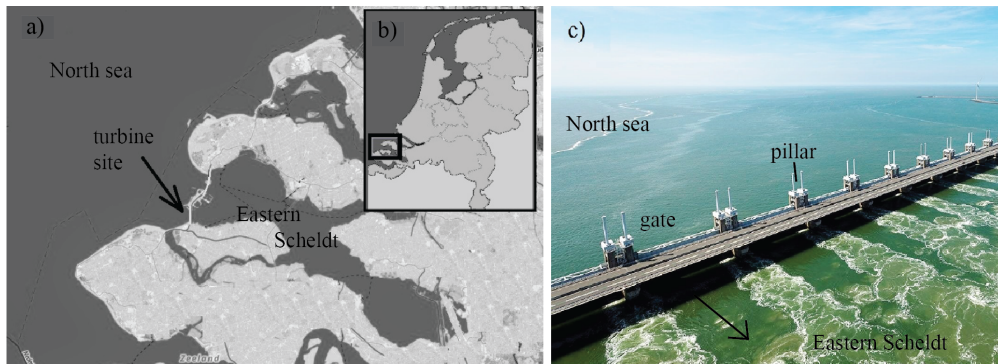 a)
North sea
turbine
site
Eastern
Scheldt
Zeeland
b)
c)
North sea
pillar
gate
Eastern Scheldt